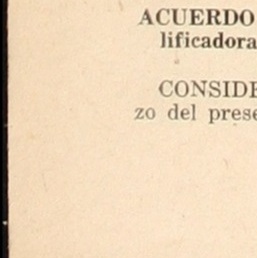 ACUERDO
lificadora
CONSIDE
zo del prese